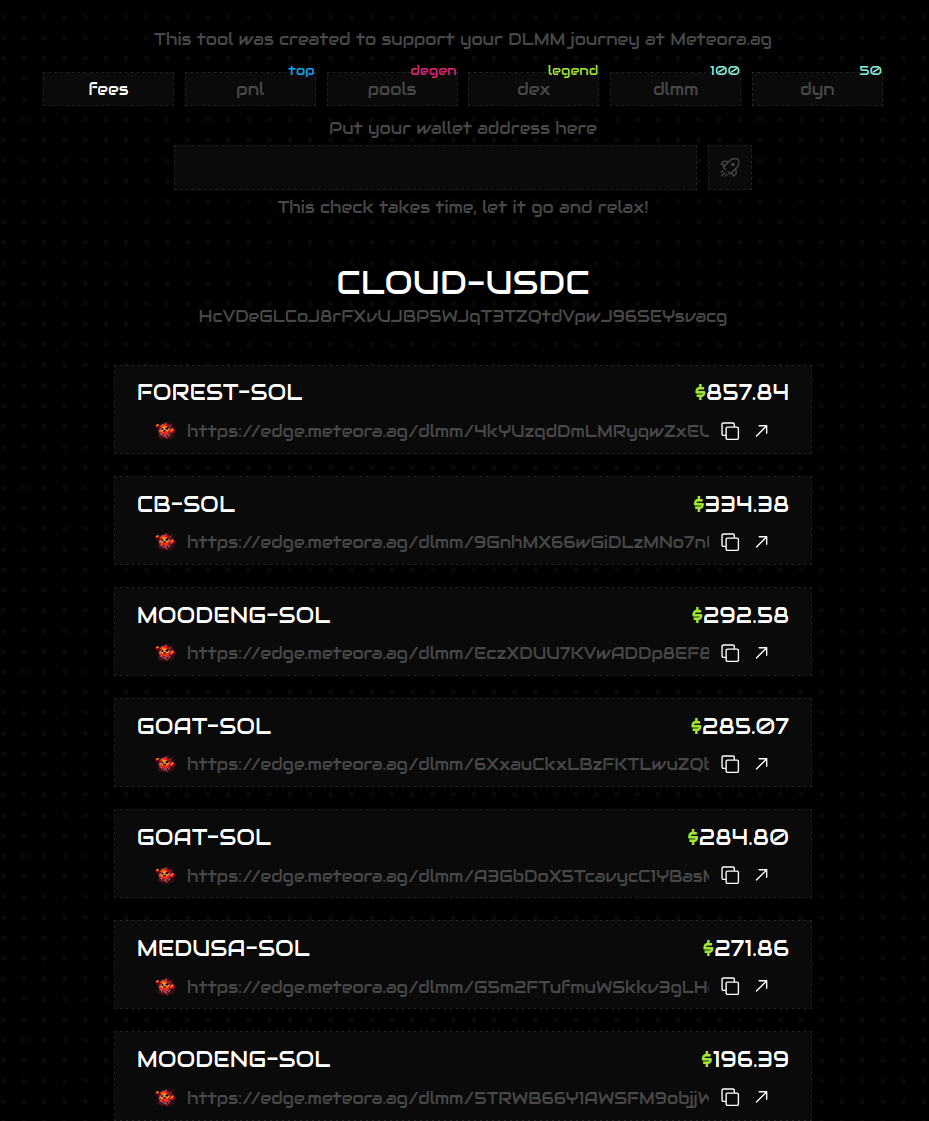 This tool was created to support your DLMM journey at Meteora.ag
top degen legend 100 50
fees pnl pools dex dlmm dyn
Put your wallet address here
This check takes time, let it go and relax!
CLOUD-USDC
HcVDeGLCoJ8rFXvUJBP5WJqT3TZQtdVpwJ96SEYsvacg
FOREST-SOL $857.84
https://edge.meteora.ag/dlmm/4kYUzqdDmLMRyqwZxEU
CB-SOL $334.38
https://edge.meteora.ag/dlmm/9GnhMX66wGiDLzMNo7n
MOODENG-SOL $292.58
https://edge.meteora.ag/dlmm/EczXDUU7KVwADDp8EF8
GOAT-SOL $285.07
https://edge.meteora.ag/dlmm/6XxauCkxLBzFKTLwuZQb
GOAT-SOL $284.80
https://edge.meteora.ag/dlmm/A3GbDoX5TcavycC1YBasM
MEDUSA-SOL $271.86
https://edge.meteora.ag/dlmm/G5m2FTufmuWSkkv3gLH
MOODENG-SOL $196.39
https://edge.meteora.ag/dlmm/5TRWB66Y1AWSFM9objjW